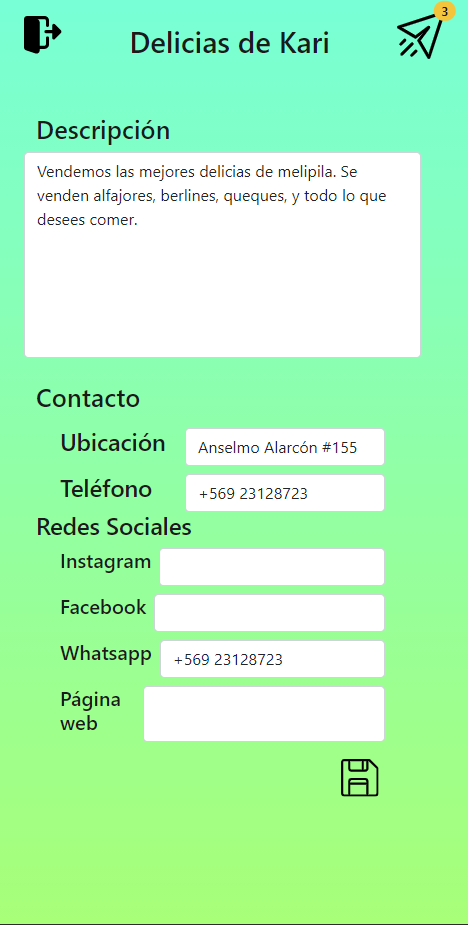 Delicias de Kari
3
Descripción
Vendemos las mejores delicias de melipila. Se
venden alfajores, berlines, queques, y todo lo que
desees comer.
Contacto
Ubicación Anselmo Alarcón #155
Teléfono +569 23128723
Redes Sociales
Instagram
Facebook
Whatsapp +569 23128723
Página
web